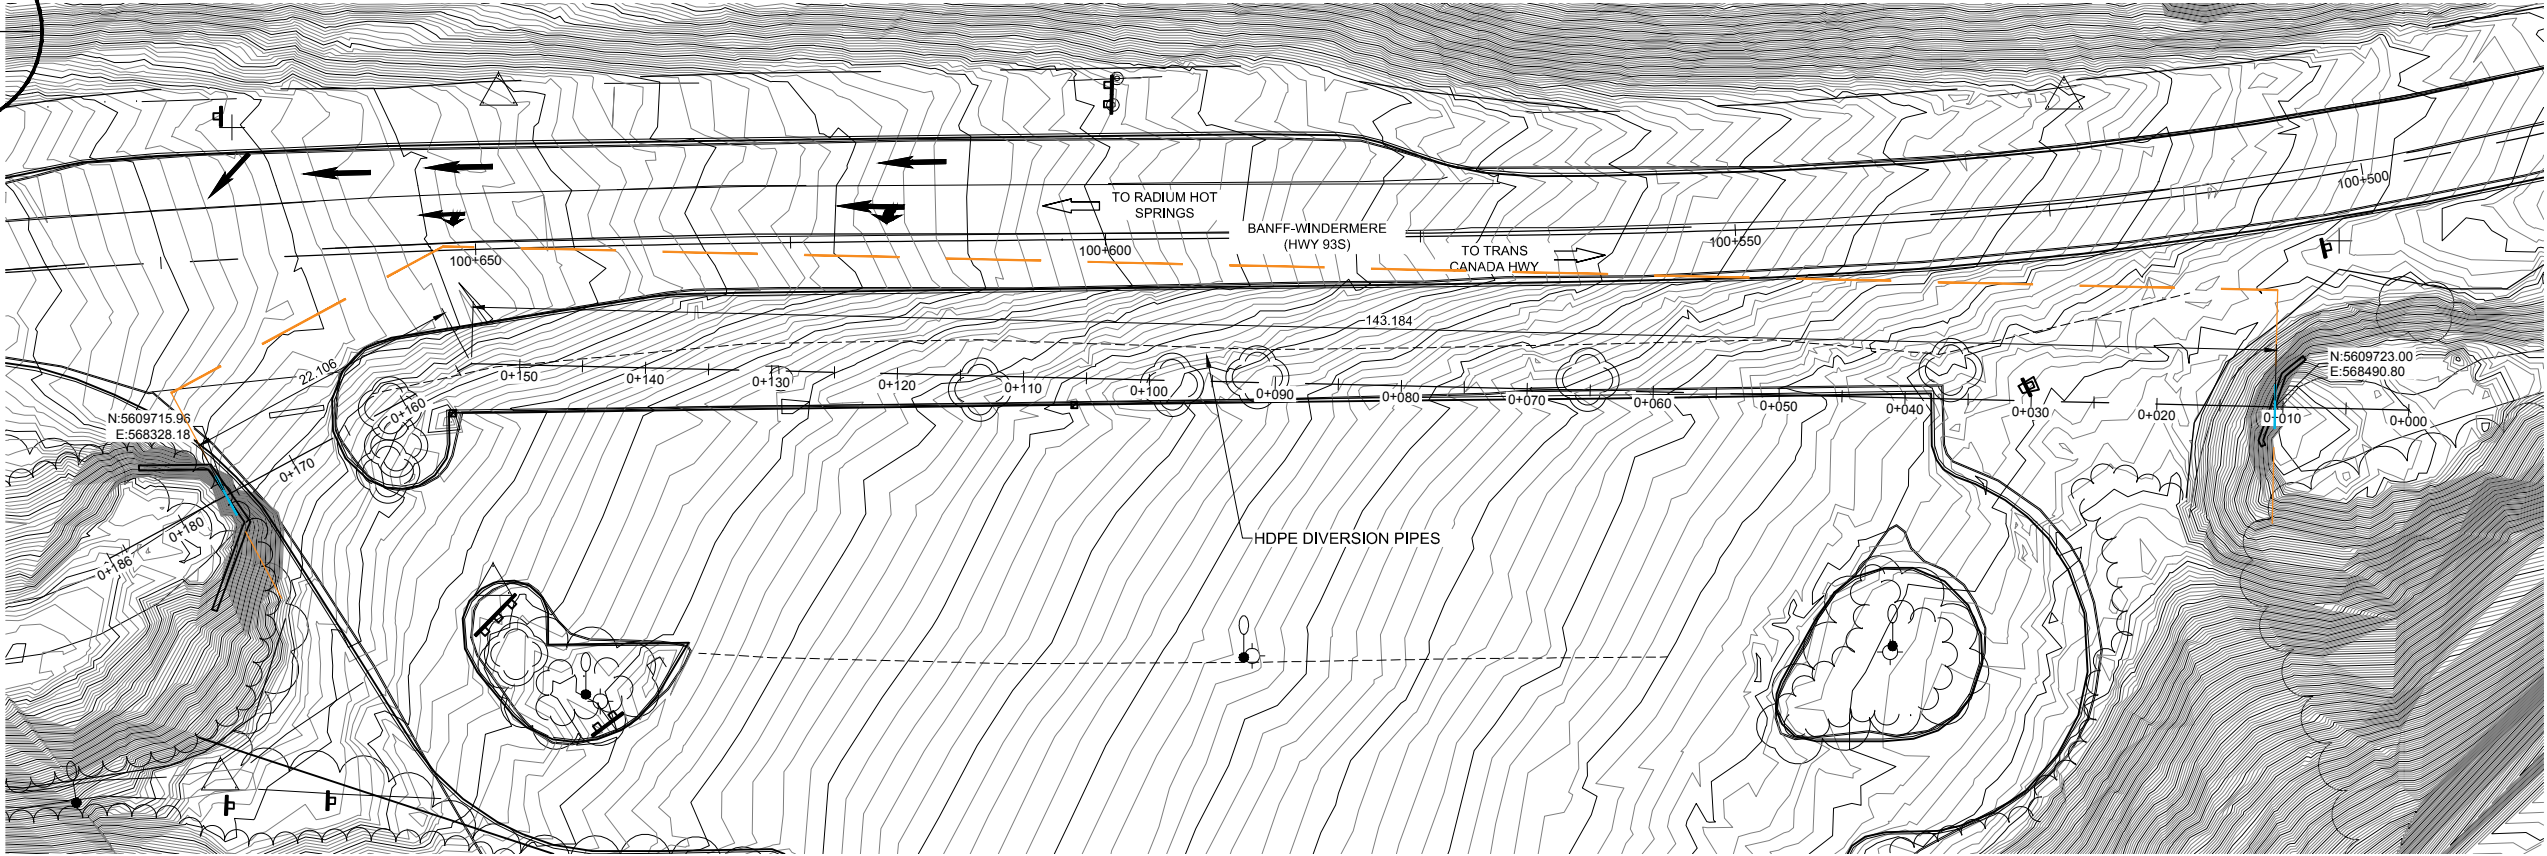 TO RADIUM HOT
SPRINGS
BANFF-WINDERMERE
(HWY 93S)
TO TRANS
CANADA HWY
100+500
100+550
100+600
100+650
143.184
22.106
N:5609723.00
E:568490.80
N:5609715.96
E:568328.18
0+186
0+180
0+170
0+160
0+150
0+140
0+130
0+120
0+110
0+100
0+090
0+080
0+070
0+060
0+050
0+040
0+030
0+020
0+010
0+000
HDPE DIVERSION PIPES